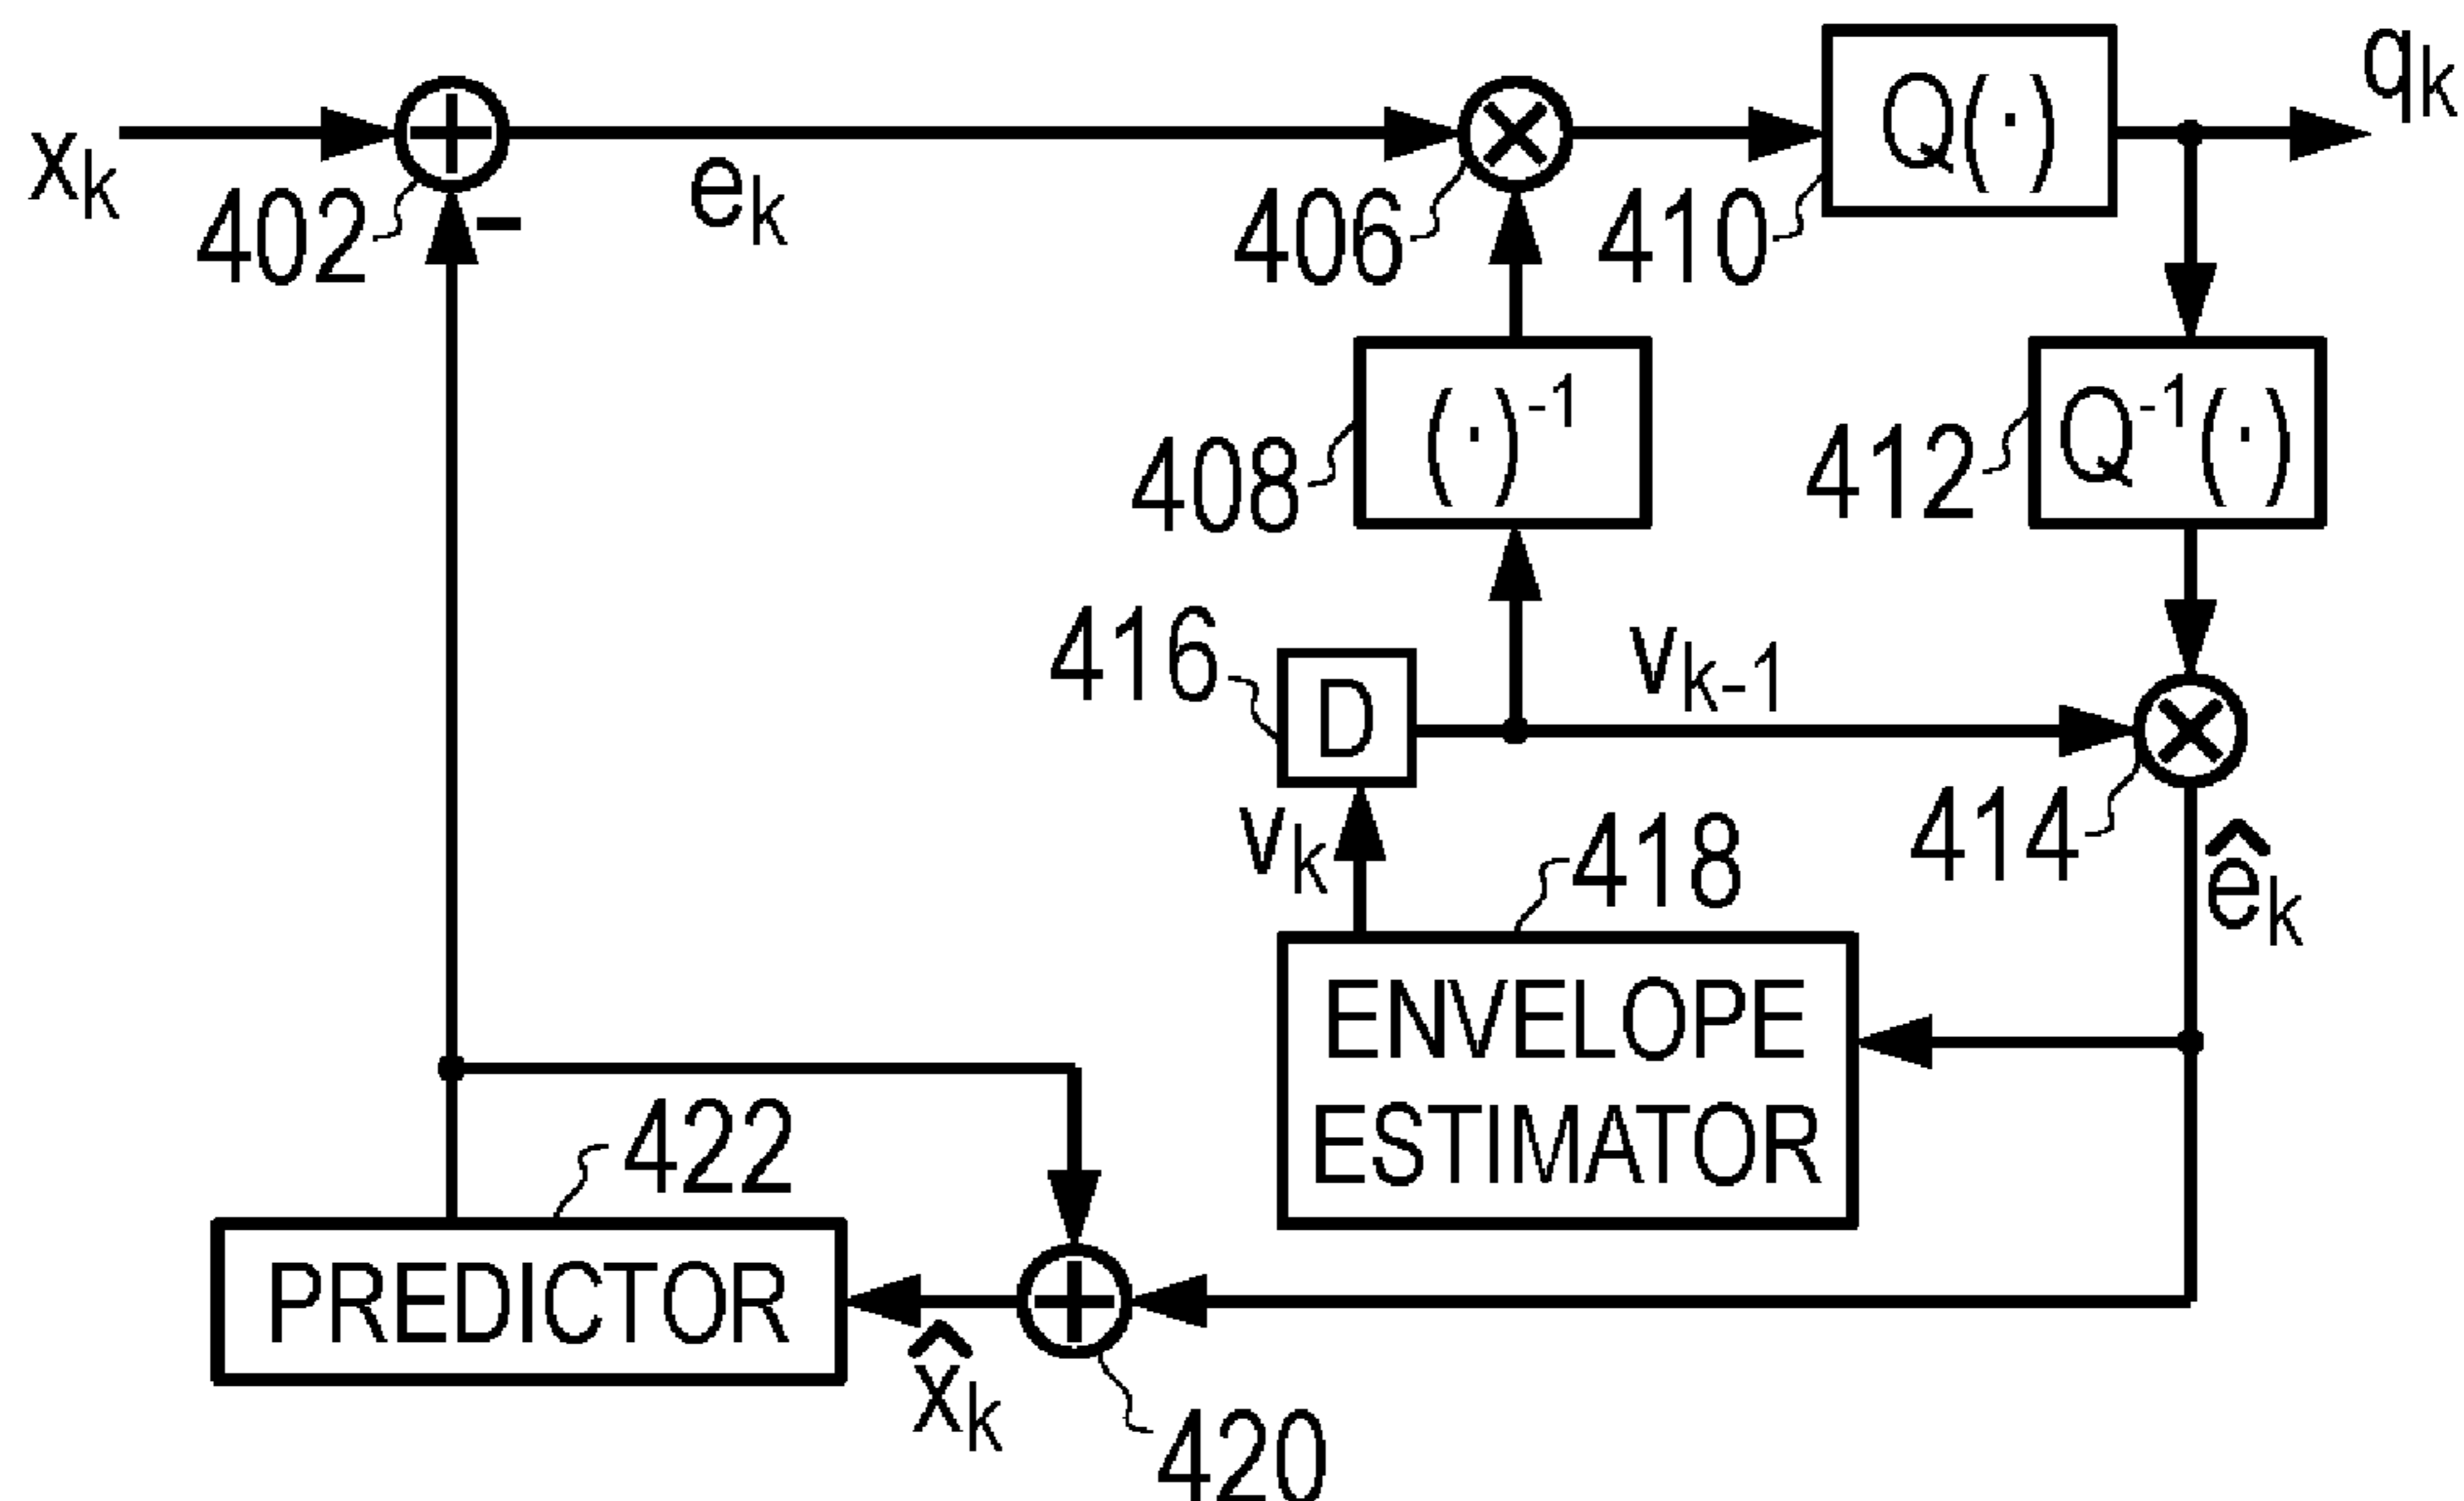 x_k
402
-
e_k
406
410
Q(·)
q_k
408
(·)^-1
412
Q^-1(·)
416
D
v_k-1
v_k
418
414
ê_k
ENVELOPE
ESTIMATOR
422
PREDICTOR
x̂_k
420